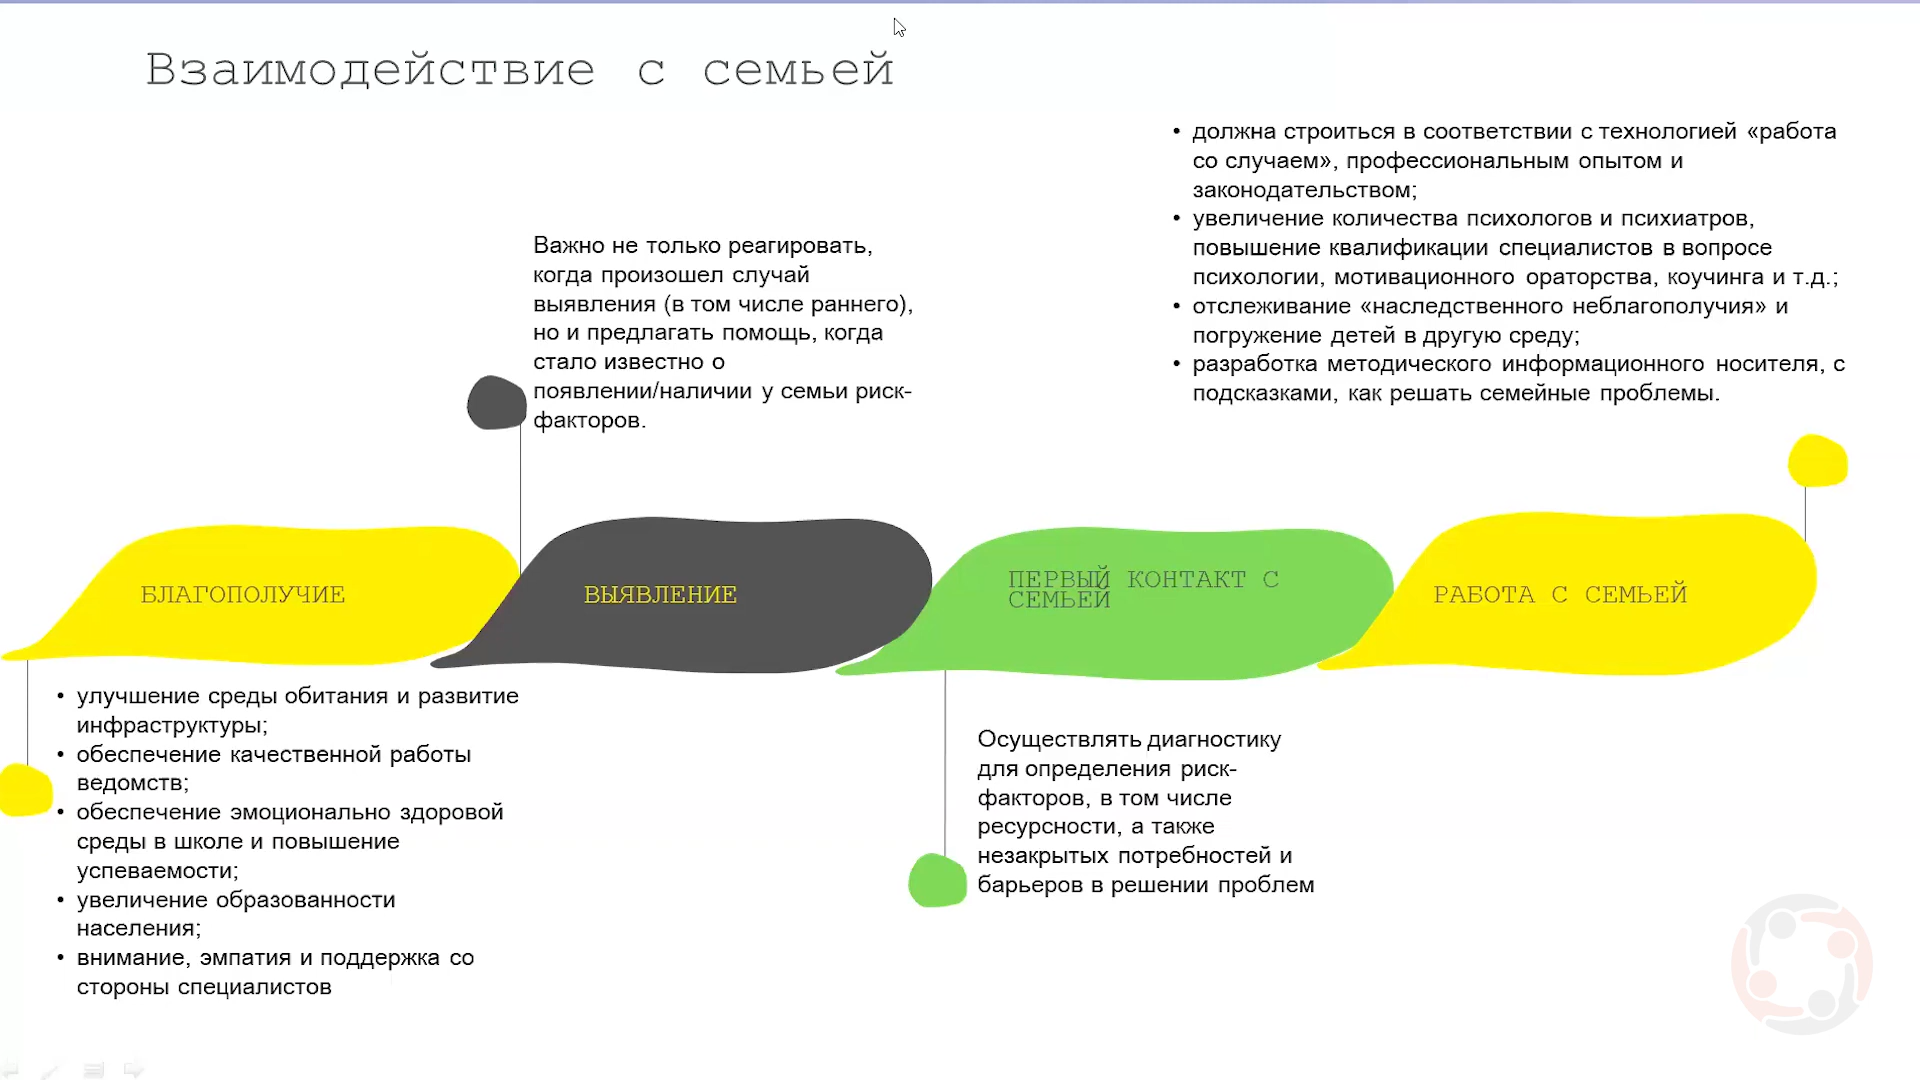 Взаимодействие с семьей
• должна строиться в соответствии с технологией «работа
со случаем», профессиональным опытом и
законодательством;
• увеличение количества психологов и психиатров,
повышение квалификации специалистов в вопросе
психологии, мотивационного ораторства, коучинга и т.д.;
• отслеживание «наследственного неблагополучия» и
погружение детей в другую среду;
• разработка методического информационного носителя, с
подсказками, как решать семейные проблемы.
Важно не только реагировать,
когда произошел случай
выявления (в том числе раннего),
но и предлагать помощь, когда
стало известно о
появлении/наличии у семьи риск-
факторов.
БЛАГОПОЛУЧИЕ
ВЫЯВЛЕНИЕ
ПЕРВЫЙ КОНТАКТ С
СЕМЬЕЙ
РАБОТА С СЕМЬЕЙ
• улучшение среды обитания и развитие
инфраструктуры;
• обеспечение качественной работы
ведомств;
• обеспечение эмоционально здоровой
среды в школе и повышение
успеваемости;
• увеличение образованности
населения;
• внимание, эмпатия и поддержка со
стороны специалистов
Осуществлять диагностику
для определения риск-
факторов, в том числе
ресурсности, а также
незакрытых потребностей и
барьеров в решении проблем